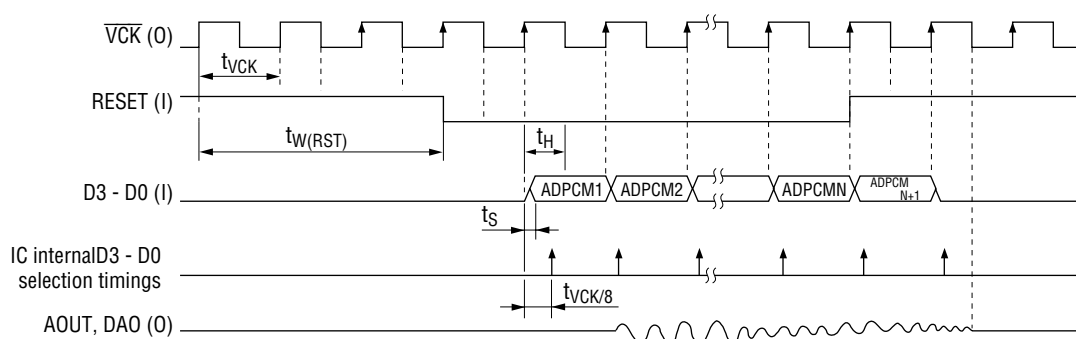 VCK (O)
tVCK
RESET (I)
tW(RST)
tH
D3 - D0 (I)
ADPCM1
ADPCM2
ADPCMN
ADPCM
N+1
tS
IC internalD3 - D0
selection timings
tVCK/8
AOUT, DAO (O)